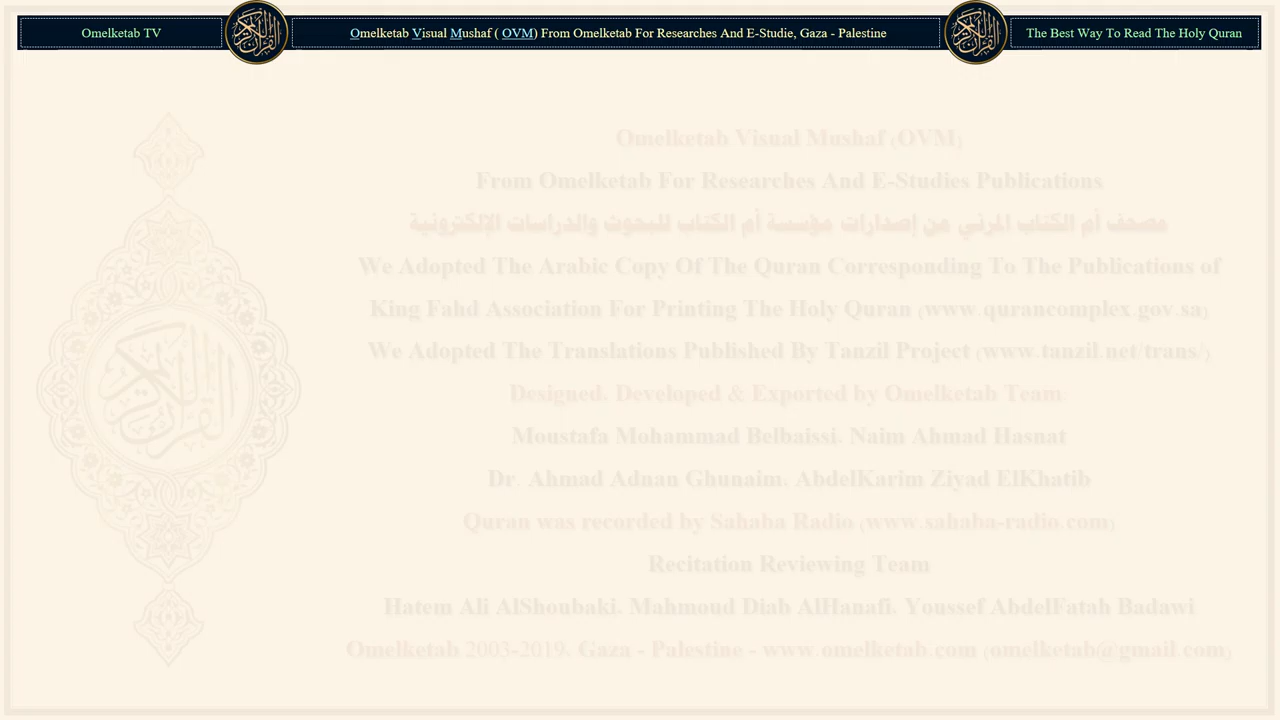 Omelketab TV
Omelketab Visual Mushaf ( OVM) From Omelketab For Researches And E-Studie, Gaza - Palestine
The Best Way To Read The Holy Quran
Omelketab Visual Mushaf (OVM)
From Omelketab For Researches And E-Studies Publications
مصحف أم الكتاب المرئي من إصدارات مؤسسة أم الكتاب للبحوث والدراسات الإلكترونية
We Adopted The Arabic Copy Of The Quran Corresponding To The Publications of
King Fahd Association For Printing The Holy Quran (www.qurancomplex.gov.sa)
We Adopted The Translations Published By Tanzil Project (www.tanzil.net/trans/)
Designed, Developed & Exported by Omelketab Team:
Moustafa Mohammad Belbaissi, Naim Ahmad Hasnat
Dr. Ahmad Adnan Ghunaim, AbdelKarim Ziyad ElKhatib
Quran was recorded by Sahaba Radio (www.sahaba-radio.com)
Recitation Reviewing Team
Hatem Ali AlShoubaki, Mahmoud Diab AlHanafi, Youssef AbdelFatah Badawi
Omelketab 2003-2019, Gaza - Palestine - www.omelketab.com (omelketab@gmail.com)